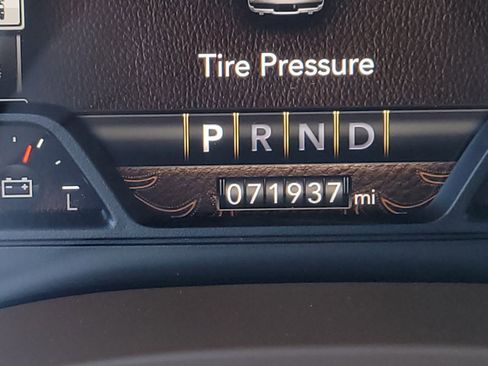 Tire Pressure
P R N D
L
071937 mi